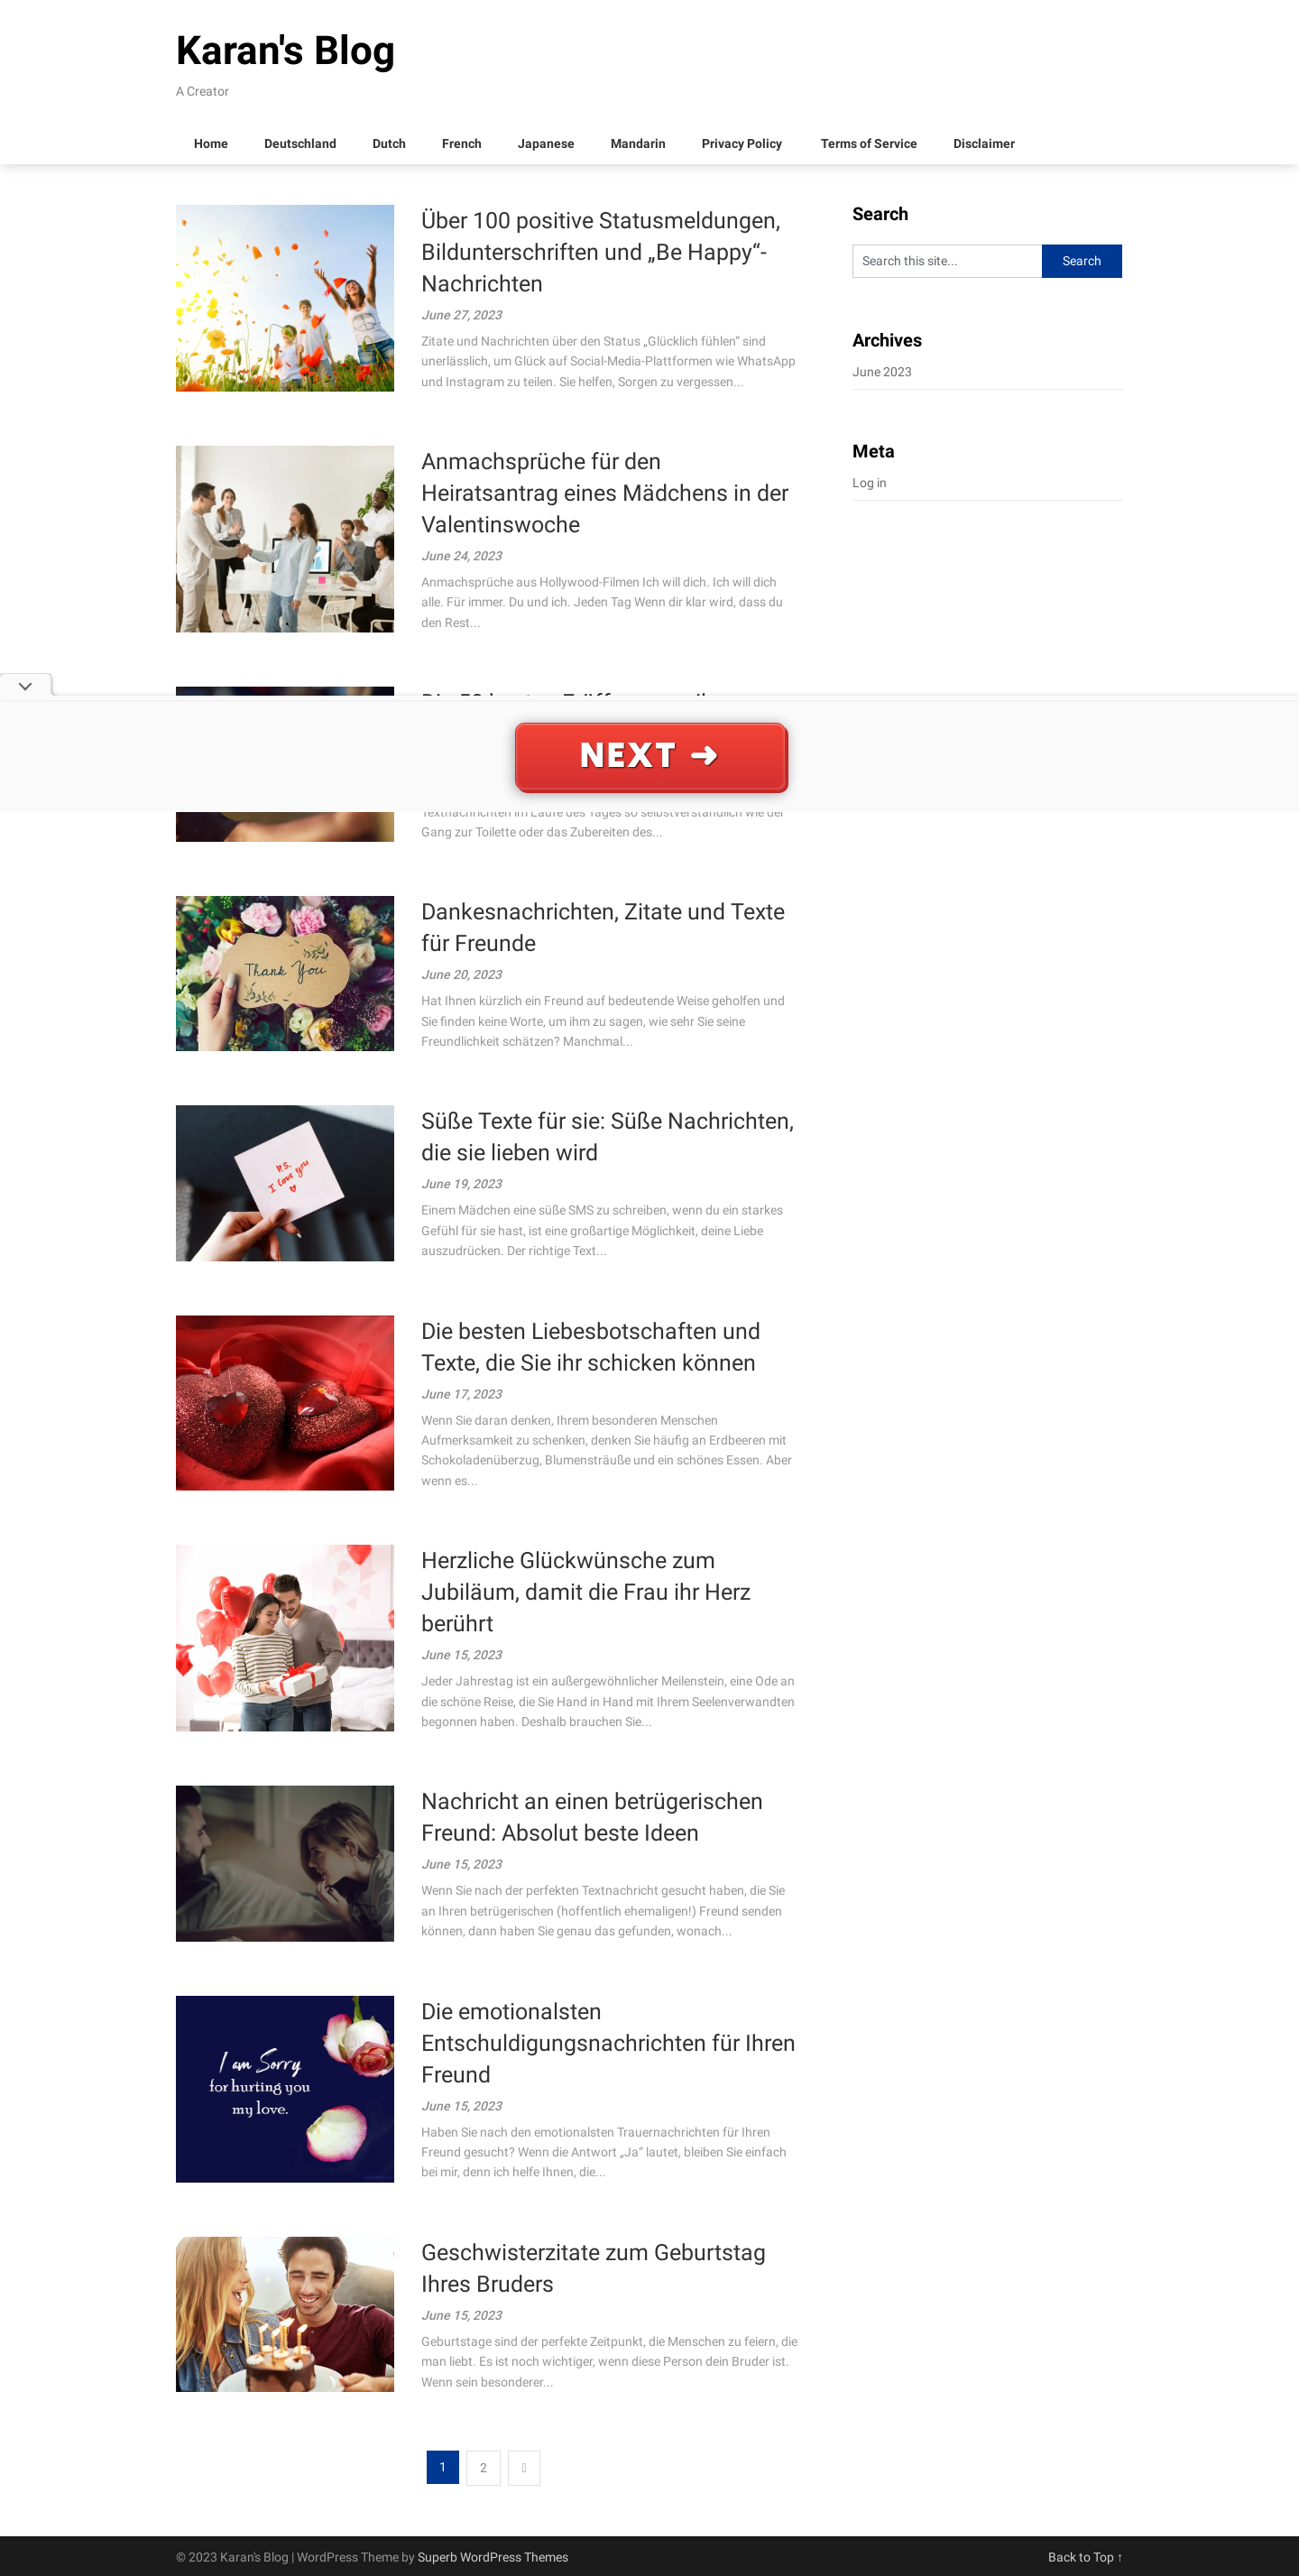 Karan's Blog
A Creator
Home Deutschland Dutch French Japanese Mandarin Privacy Policy Terms of Service Disclaimer
Über 100 positive Statusmeldungen,
Bildunterschriften und „Be Happy“-
Nachrichten
June 27, 2023
Zitate und Nachrichten über den Status „Glücklich fühlen“ sind
unerlässlich, um Glück auf Social-Media-Plattformen wie WhatsApp
und Instagram zu teilen. Sie helfen, Sorgen zu vergessen...
Search
Search this site...
Search
Archives
June 2023
Meta
Log in
Anmachsprüche für den
Heiratsantrag eines Mädchens in der
Valentinswoche
June 24, 2023
Anmachsprüche aus Hollywood-Filmen Ich will dich. Ich will dich
alle. Für immer. Du und ich. Jeden Tag Wenn dir klar wird, dass du
den Rest...
NEXT ➜
Textnachrichten im Laufe des Tages so selbstverständlich wie der
Gang zur Toilette oder das Zubereiten des...
Thank You
Dankesnachrichten, Zitate und Texte
für Freunde
June 20, 2023
Hat Ihnen kürzlich ein Freund auf bedeutende Weise geholfen und
Sie finden keine Worte, um ihm zu sagen, wie sehr Sie seine
Freundlichkeit schätzen? Manchmal...
P.S.
I love you
Süße Texte für sie: Süße Nachrichten,
die sie lieben wird
June 19, 2023
Einem Mädchen eine süße SMS zu schreiben, wenn du ein starkes
Gefühl für sie hast, ist eine großartige Möglichkeit, deine Liebe
auszudrücken. Der richtige Text...
Die besten Liebesbotschaften und
Texte, die Sie ihr schicken können
June 17, 2023
Wenn Sie daran denken, Ihrem besonderen Menschen
Aufmerksamkeit zu schenken, denken Sie häufig an Erdbeeren mit
Schokoladenüberzug, Blumensträuße und ein schönes Essen. Aber
wenn es...
Herzliche Glückwünsche zum
Jubiläum, damit die Frau ihr Herz
berührt
June 15, 2023
Jeder Jahrestag ist ein außergewöhnlicher Meilenstein, eine Ode an
die schöne Reise, die Sie Hand in Hand mit Ihrem Seelenverwandten
begonnen haben. Deshalb brauchen Sie...
Nachricht an einen betrügerischen
Freund: Absolut beste Ideen
June 15, 2023
Wenn Sie nach der perfekten Textnachricht gesucht haben, die Sie
an Ihren betrügerischen (hoffentlich ehemaligen!) Freund senden
können, dann haben Sie genau das gefunden, wonach...
I am Sorry
for hurting you
my love.
Die emotionalsten
Entschuldigungsnachrichten für Ihren
Freund
June 15, 2023
Haben Sie nach den emotionalsten Trauernachrichten für Ihren
Freund gesucht? Wenn die Antwort „Ja“ lautet, bleiben Sie einfach
bei mir, denn ich helfe Ihnen, die...
Geschwisterzitate zum Geburtstag
Ihres Bruders
June 15, 2023
Geburtstage sind der perfekte Zeitpunkt, die Menschen zu feiern, die
man liebt. Es ist noch wichtiger, wenn diese Person dein Bruder ist.
Wenn sein besonderer...
1 2
© 2023 Karan's Blog | WordPress Theme by Superb WordPress Themes
Back to Top ↑